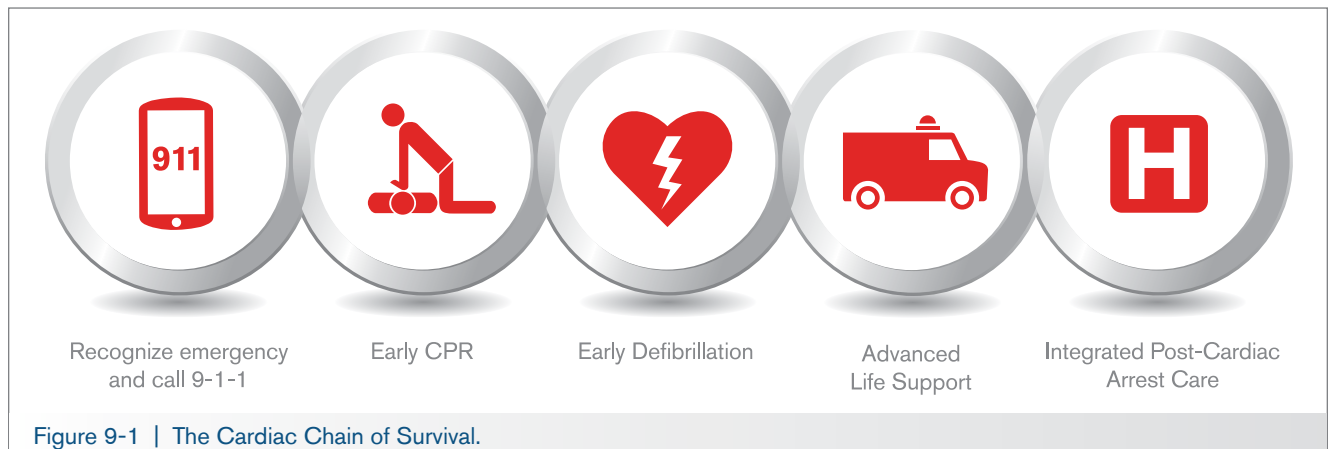 911
H
Recognize emergency
and call 9-1-1
Early CPR
Early Defibrillation
Advanced
Life Support
Integrated Post-Cardiac
Arrest Care
Figure 9-1 | The Cardiac Chain of Survival.